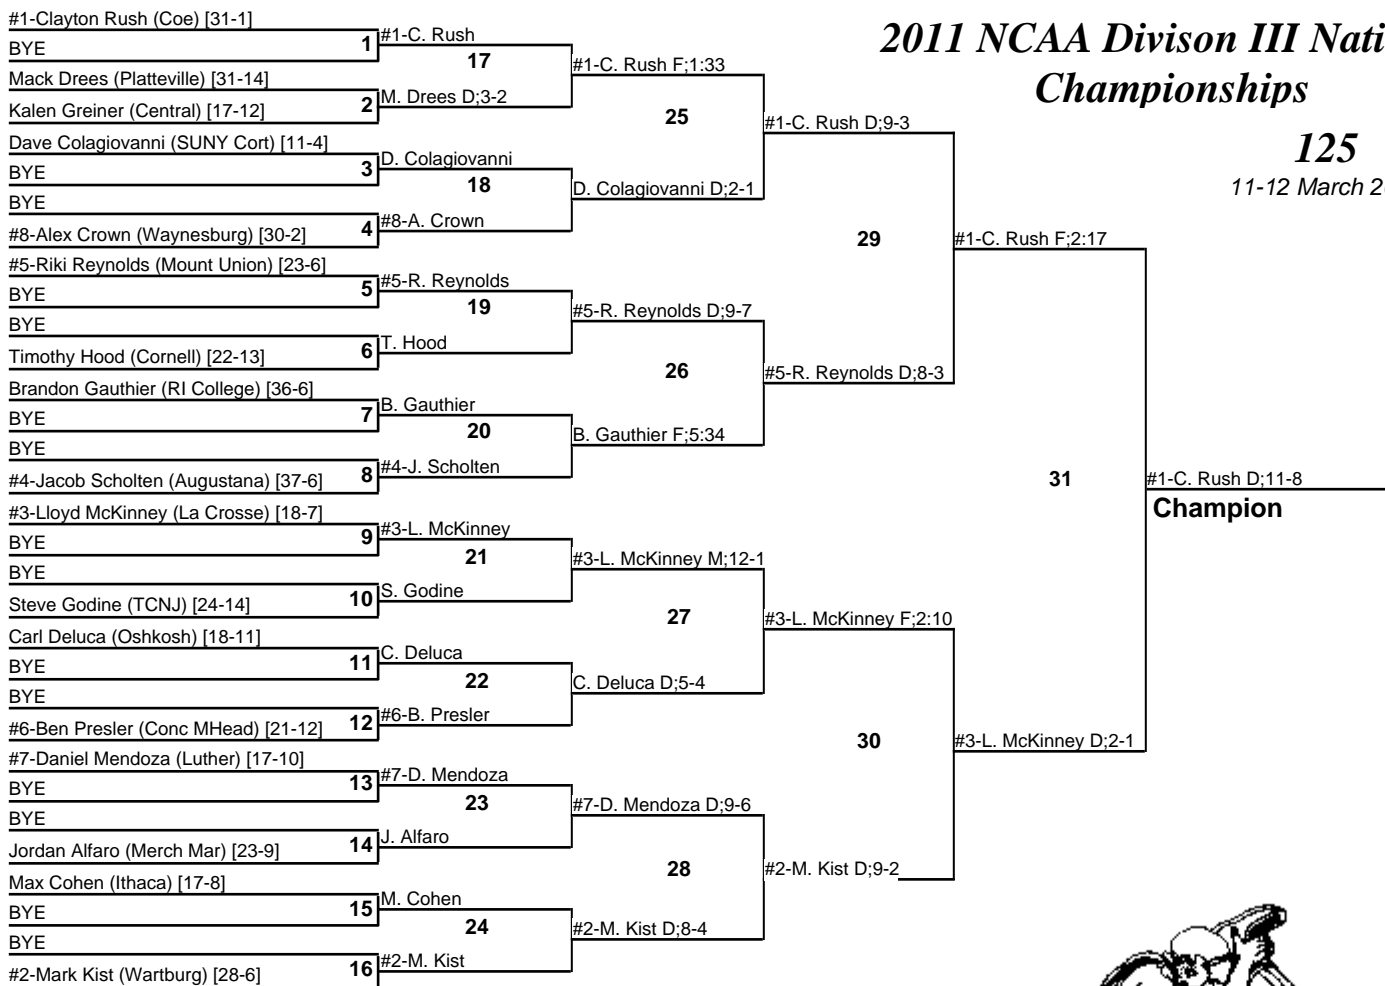 2011 NCAA Divison III Nati
Championships
125
11-12 March 2
#1-Clayton Rush (Coe) [31-1]
BYE
Mack Drees (Platteville) [31-14]
Kalen Greiner (Central) [17-12]
Dave Colagiovanni (SUNY Cort) [11-4]
BYE
BYE
#8-Alex Crown (Waynesburg) [30-2]
#5-Riki Reynolds (Mount Union) [23-6]
BYE
BYE
Timothy Hood (Cornell) [22-13]
Brandon Gauthier (RI College) [36-6]
BYE
BYE
#4-Jacob Scholten (Augustana) [37-6]
#3-Lloyd McKinney (La Crosse) [18-7]
BYE
BYE
Steve Godine (TCNJ) [24-14]
Carl Deluca (Oshkosh) [18-11]
BYE
BYE
#6-Ben Presler (Conc MHead) [21-12]
#7-Daniel Mendoza (Luther) [17-10]
BYE
BYE
Jordan Alfaro (Merch Mar) [23-9]
Max Cohen (Ithaca) [17-8]
BYE
BYE
#2-Mark Kist (Wartburg) [28-6]
1
2
3
4
5
6
7
8
9
10
11
12
13
14
15
16
#1-C. Rush
17
M. Drees D;3-2
D. Colagiovanni
18
#8-A. Crown
#5-R. Reynolds
19
T. Hood
B. Gauthier
20
#4-J. Scholten
#3-L. McKinney
21
S. Godine
C. Deluca
22
#6-B. Presler
#7-D. Mendoza
23
J. Alfaro
M. Cohen
24
#2-M. Kist
#1-C. Rush F;1:33
25
D. Colagiovanni D;2-1
#5-R. Reynolds D;9-7
26
B. Gauthier F;5:34
#3-L. McKinney M;12-1
27
C. Deluca D;5-4
#7-D. Mendoza D;9-6
28
#2-M. Kist D;8-4
#1-C. Rush D;9-3
29
#5-R. Reynolds D;8-3
#3-L. McKinney F;2:10
30
#2-M. Kist D;9-2
#1-C. Rush F;2:17
31
#3-L. McKinney D;2-1
#1-C. Rush D;11-8
Champion